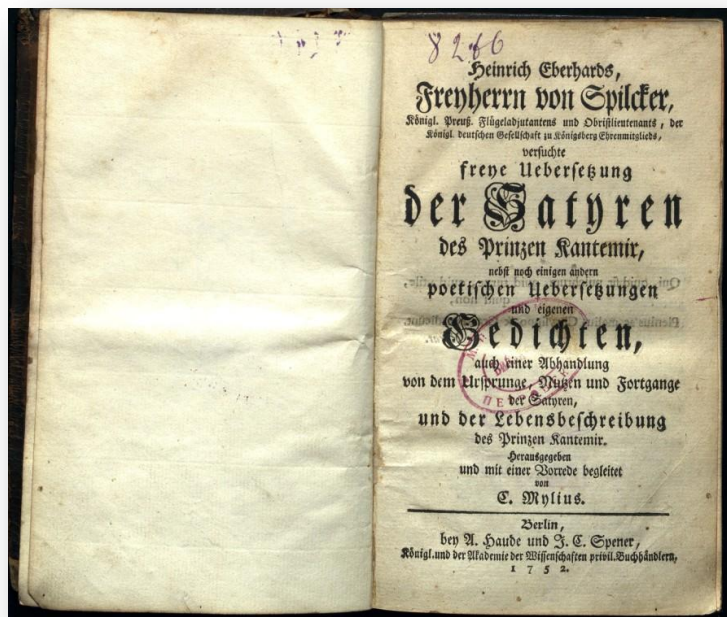 8266
Heinrich Eberhards,
Freyherrn von Spilcker,
Königl. Preuß. Flügeladjutantens und Obristlieutenants, der
Königl. deutschen Gesellschaft zu Königsberg Ehrenmitglieds,
versuchte
freye Uebersetzung
der Satyren
des Prinzen Kantemir,
nebst noch einigen andern
poetischen Uebersetzungen
und eigenen
Gedichten,
auch einer Abhandlung
von dem Ursprunge, Nutzen und Fortgange
der Satyren,
und der Lebensbeschreibung
des Prinzen Kantemir.
Herausgegeben
und mit einer Vorrede begleitet
von
C. Mylius.
Berlin,
bey A. Haude und J. C. Spener,
Königl. und der Akademie der Wissenschaften privil. Buchhändlern,
1752.